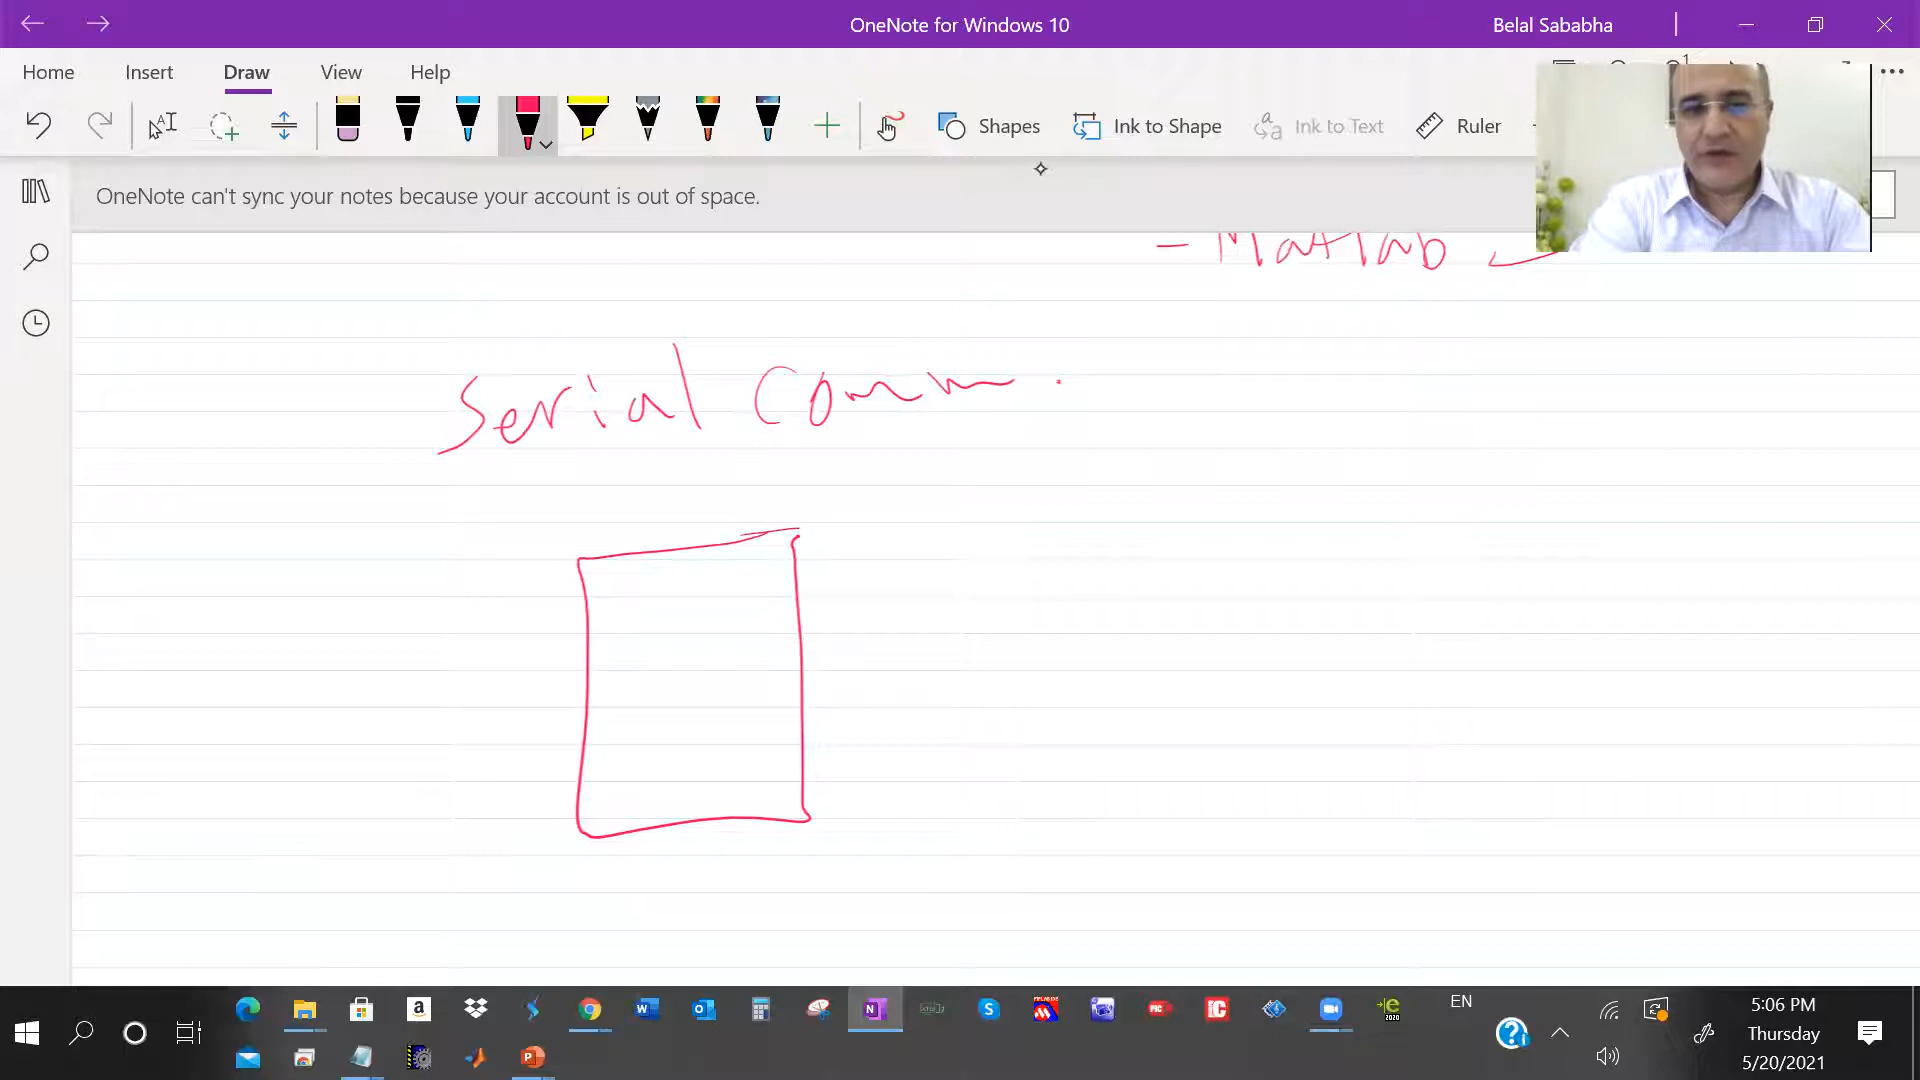 OneNote for Windows 10
Belal Sababha
Home Insert Draw View Help
Shapes Ink to Shape Ink to Text Ruler
OneNote can't sync your notes because your account is out of space.
- Matlab
Serial Comm.
EN
5:06 PM
Thursday
5/20/2021